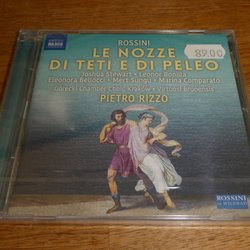 NAXOS
ROSSINI
89:00
LE NOZZE
DI TETI E DI PELEO
Joshua Stewart • Leonor Bonilla
Eleonora Bellocci • Mert Süngü • Marina Comparato
Górecki Chamber Choir, Kraków • Virtuosi Brunensis
PIETRO RIZZO
ROSSINI
IN WILDBAD